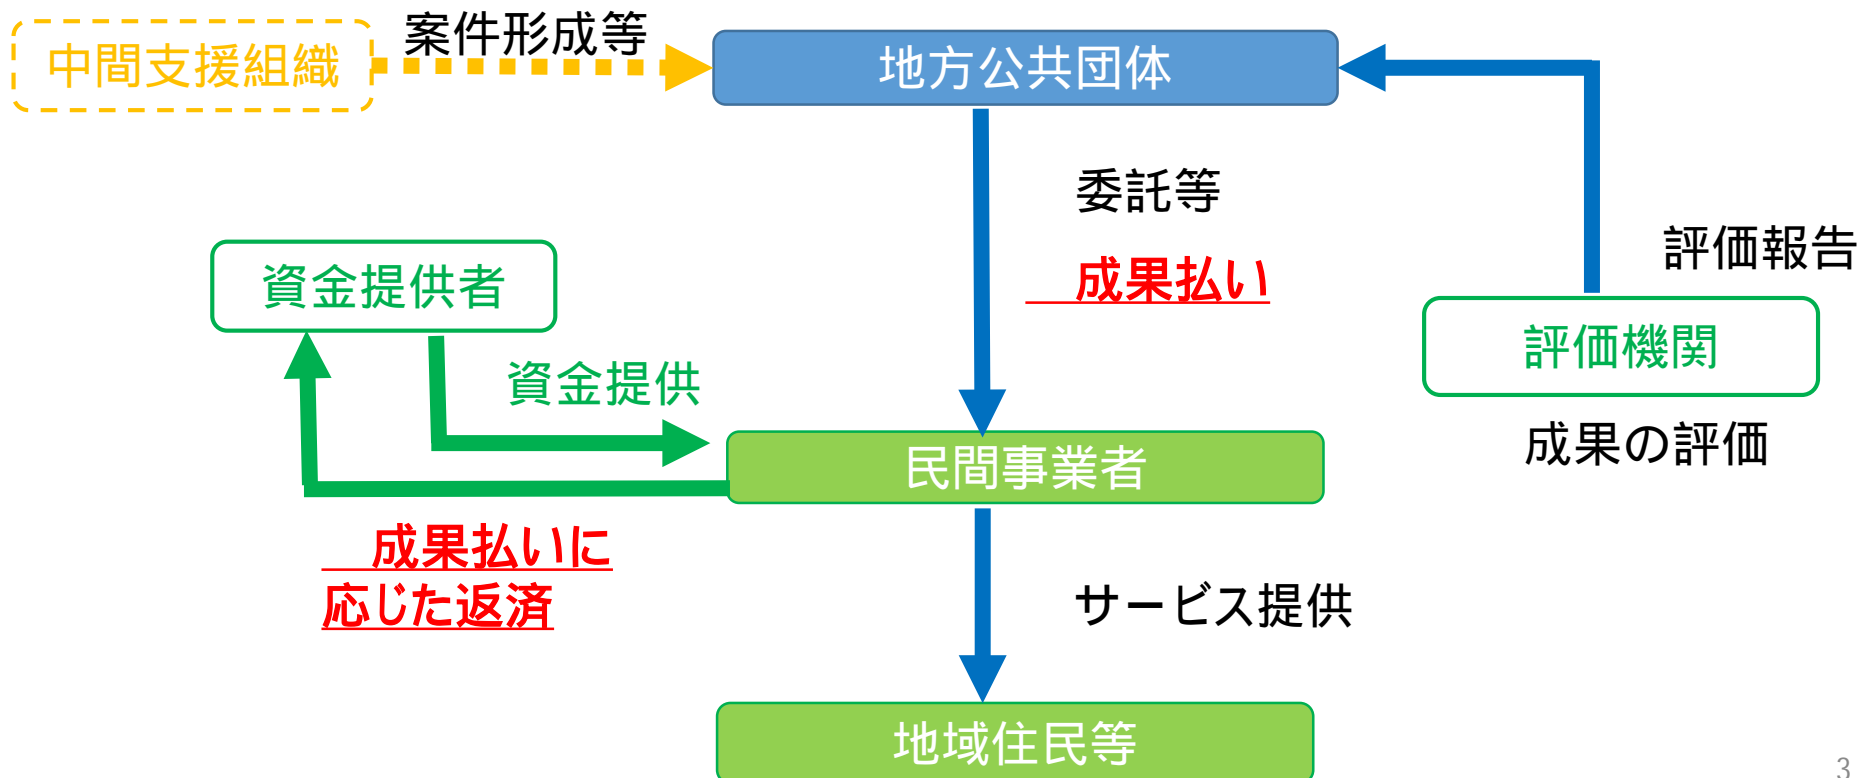 案件形成等
中間支援組織
地方公共団体
委託等
成果払い
評価報告
資金提供者
評価機関
資金提供
成果の評価
民間事業者
成果払いに
応じた返済
サービス提供
地域住民等
3